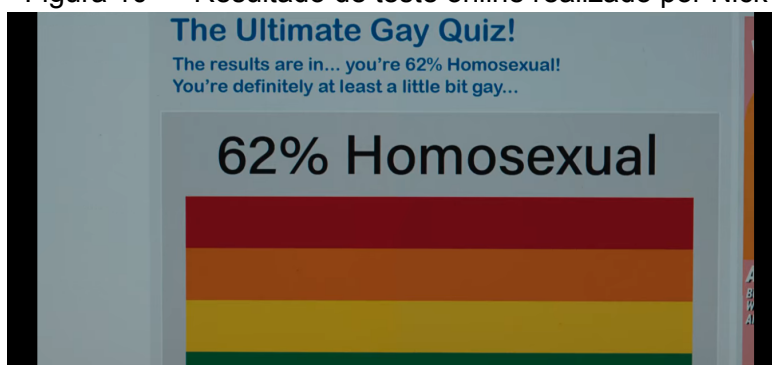 Figura Resultado do teste online realizado por Nick
The Ultimate Gay Quiz!
The results are in... you're 62% Homosexual!
You're definitely at least a little bit gay...
62% Homosexual